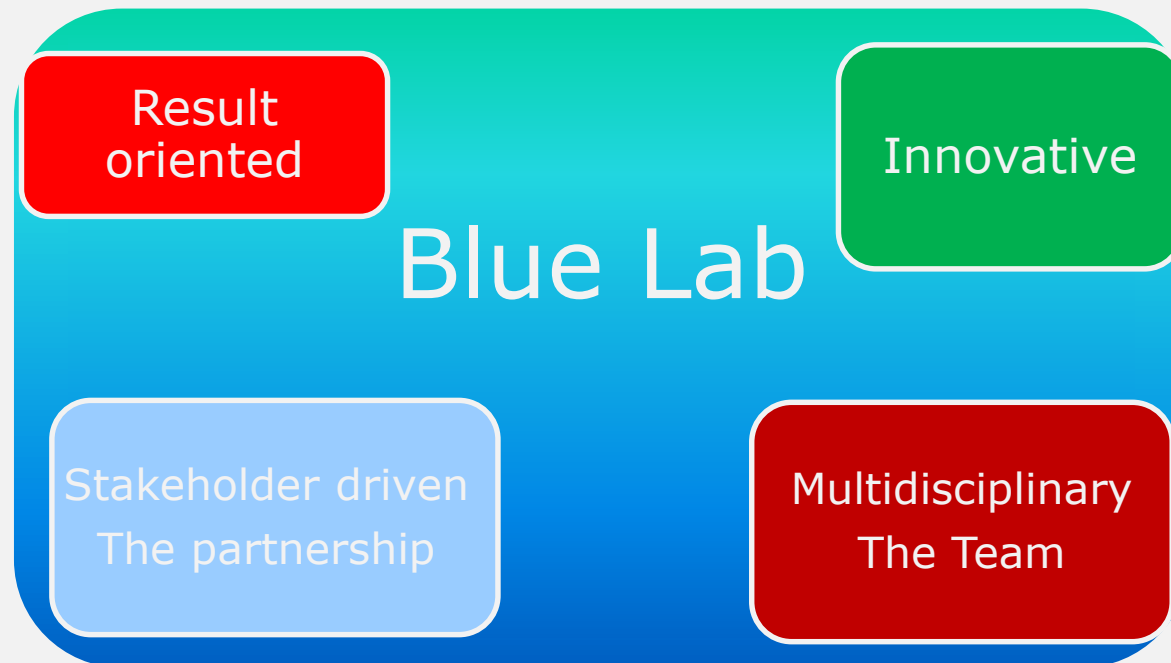 Result
oriented
Innovative
Blue Lab
Stakeholder driven
The partnership
Multidisciplinary
The Team